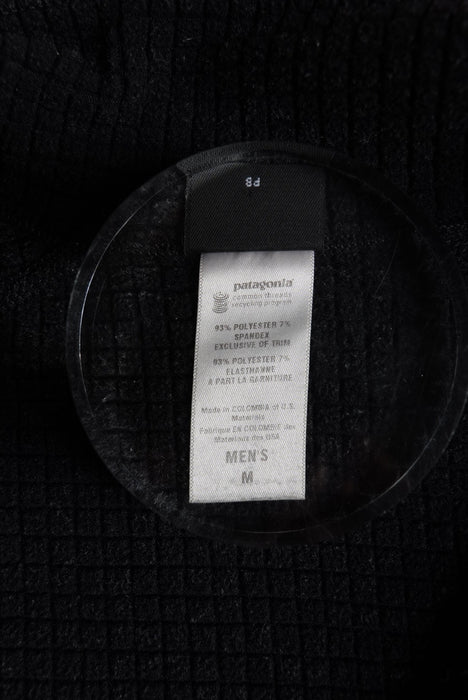 PB
patagonia
common threads
recycling program
93% POLYESTER 7%
SPANDEX
EXCLUSIVE OF TRIM
93% POLYESTER 7%
ELASTHANNE
A PART LA GARNITURE
Made in COLOMBIA of U.S.
Materials
Fabriqué EN COLOMBIE des
Materiaux des USA
MEN'S
M